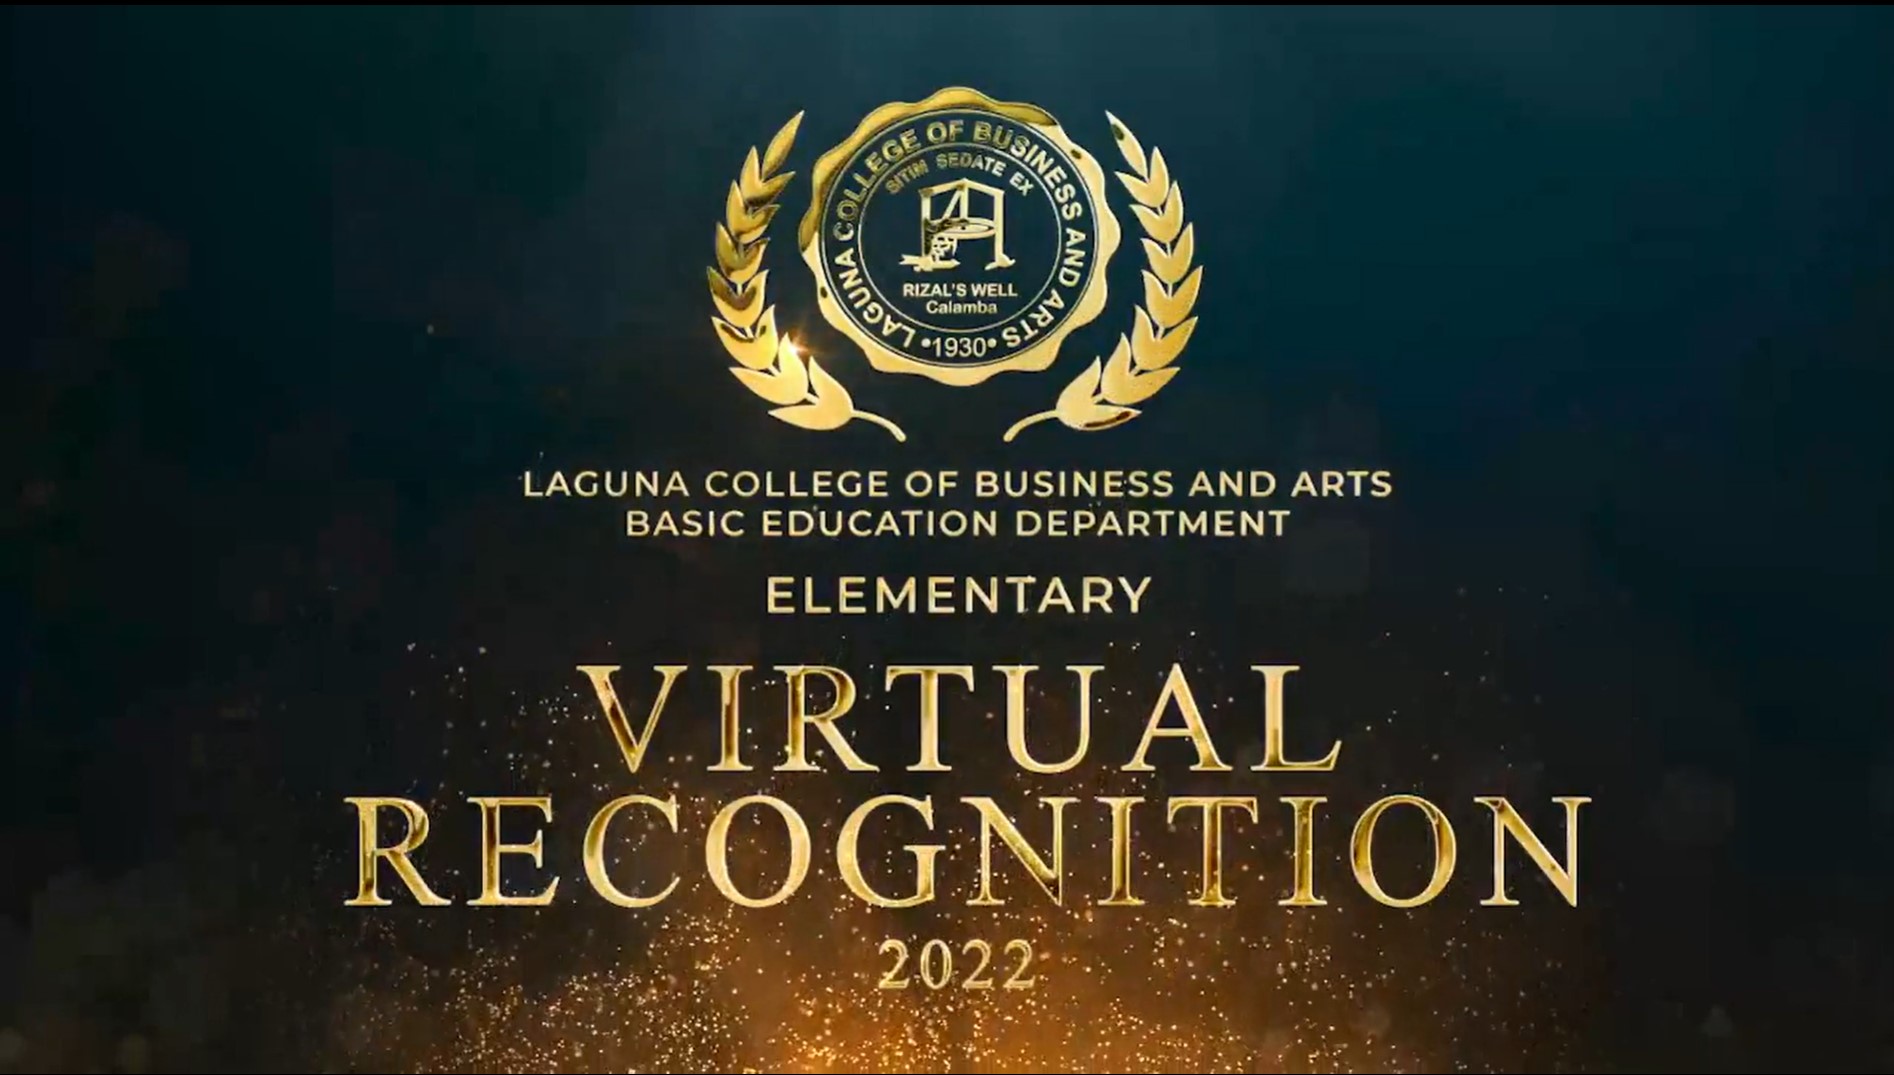 LAGUNA COLLEGE OF BUSINESS AND ARTS
SITIM SEDATE EX
RIZAL'S WELL
Calamba
•1930•
LAGUNA COLLEGE OF BUSINESS AND ARTS
BASIC EDUCATION DEPARTMENT
ELEMENTARY
VIRTUAL
RECOGNITION
2022